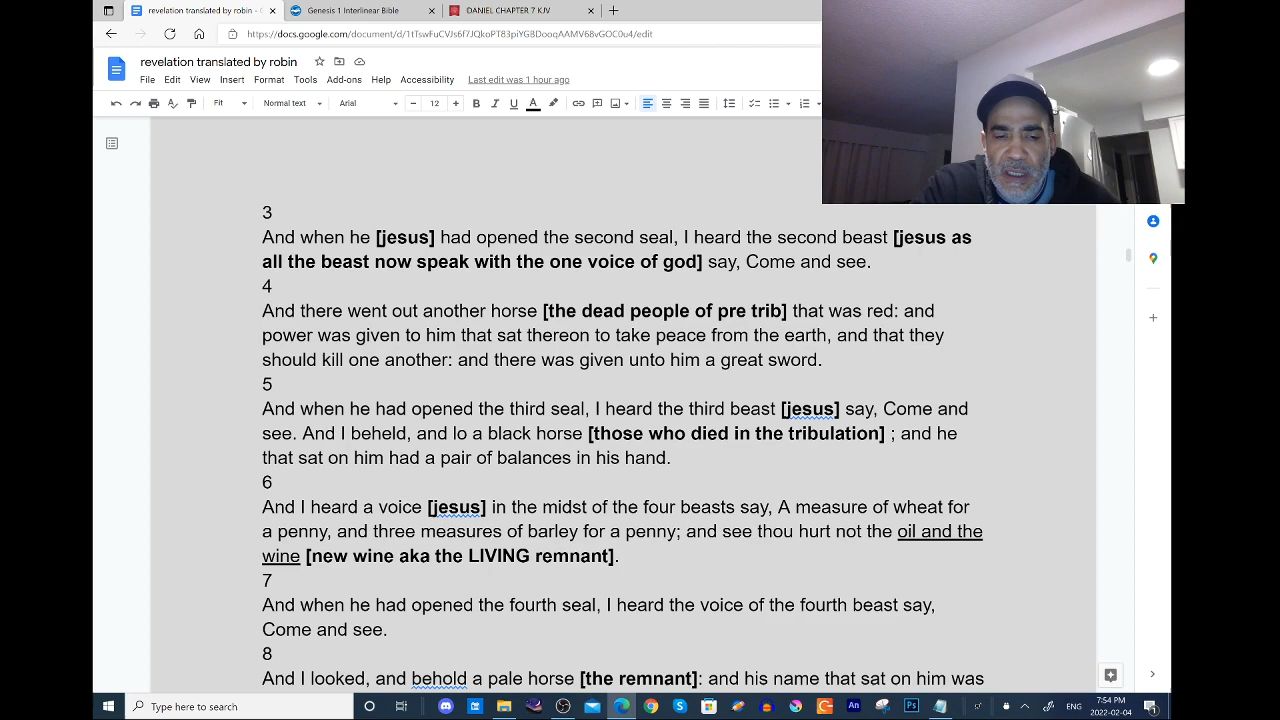 revelation translated by robin -
Genesis 1 Interlinear Bible
DANIEL CHAPTER 7 KJV
revelation translated by robin
File Edit View Insert Format Tools Add-ons Help Accessibility Last edit was 1 hour ago
Fit Normal text Arial 12 B I U A
3
And when he [jesus] had opened the second seal, I heard the second beast [jesus as
all the beast now speak with the one voice of god] say, Come and see.
4
And there went out another horse [the dead people of pre trib] that was red: and
power was given to him that sat thereon to take peace from the earth, and that they
should kill one another: and there was given unto him a great sword.
5
And when he had opened the third seal, I heard the third beast [jesus] say, Come and
see. And I beheld, and lo a black horse [those who died in the tribulation] ; and he
that sat on him had a pair of balances in his hand.
6
And I heard a voice [jesus] in the midst of the four beasts say, A measure of wheat for
a penny, and three measures of barley for a penny; and see thou hurt not the oil and the
wine [new wine aka the LIVING remnant].
7
And when he had opened the fourth seal, I heard the voice of the fourth beast say,
Come and see.
8
And I looked, and behold a pale horse [the remnant]: and his name that sat on him was
Type here to search
An
Ps
ENG
7:54 PM
2022-02-04